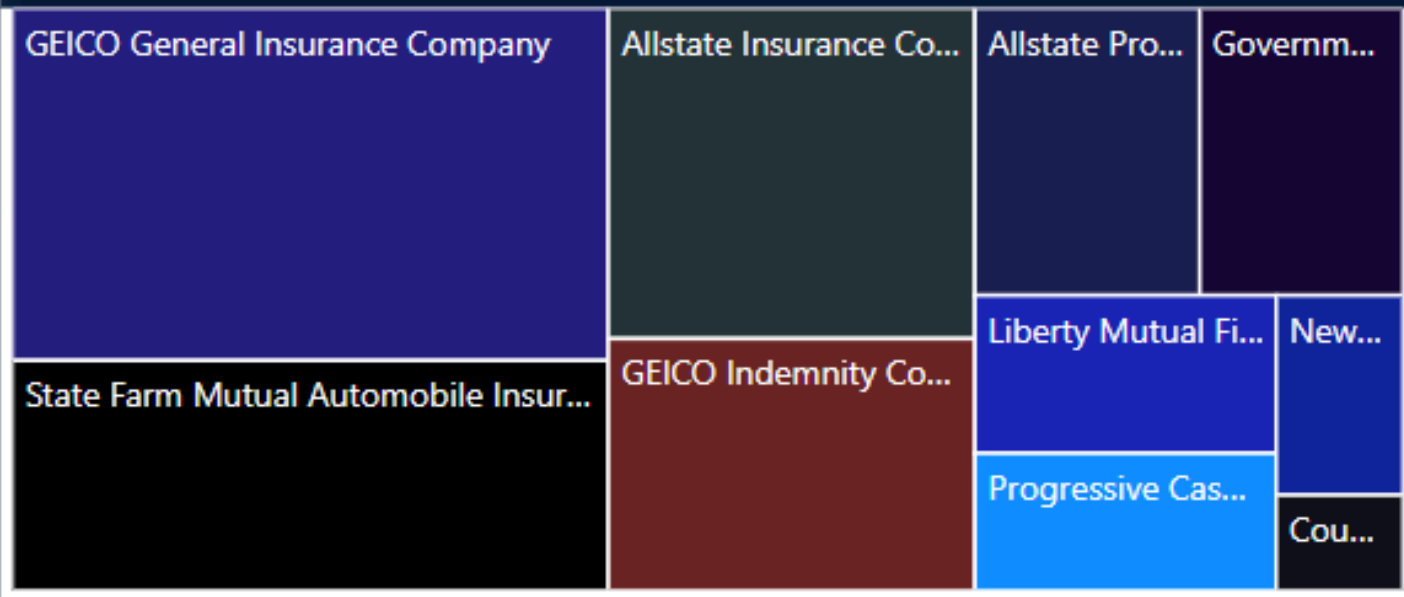 GEICO General Insurance Company
Allstate Insurance Co...
Allstate Pro...
Governm...
State Farm Mutual Automobile Insur...
GEICO Indemnity Co...
Liberty Mutual Fi...
New...
Progressive Cas...
Cou...